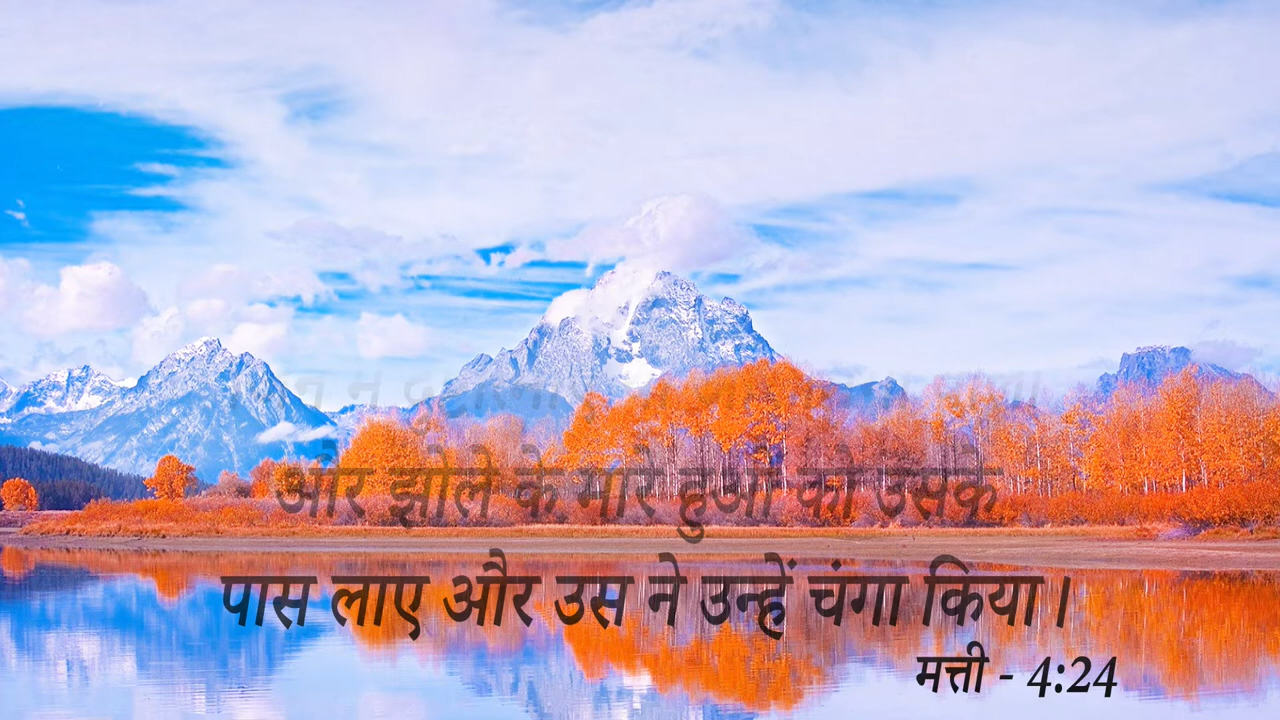 और झोले के मारे हुओं को उसके
पास लाए और उस ने उन्हें चंगा किया।
मत्ती - 4:24